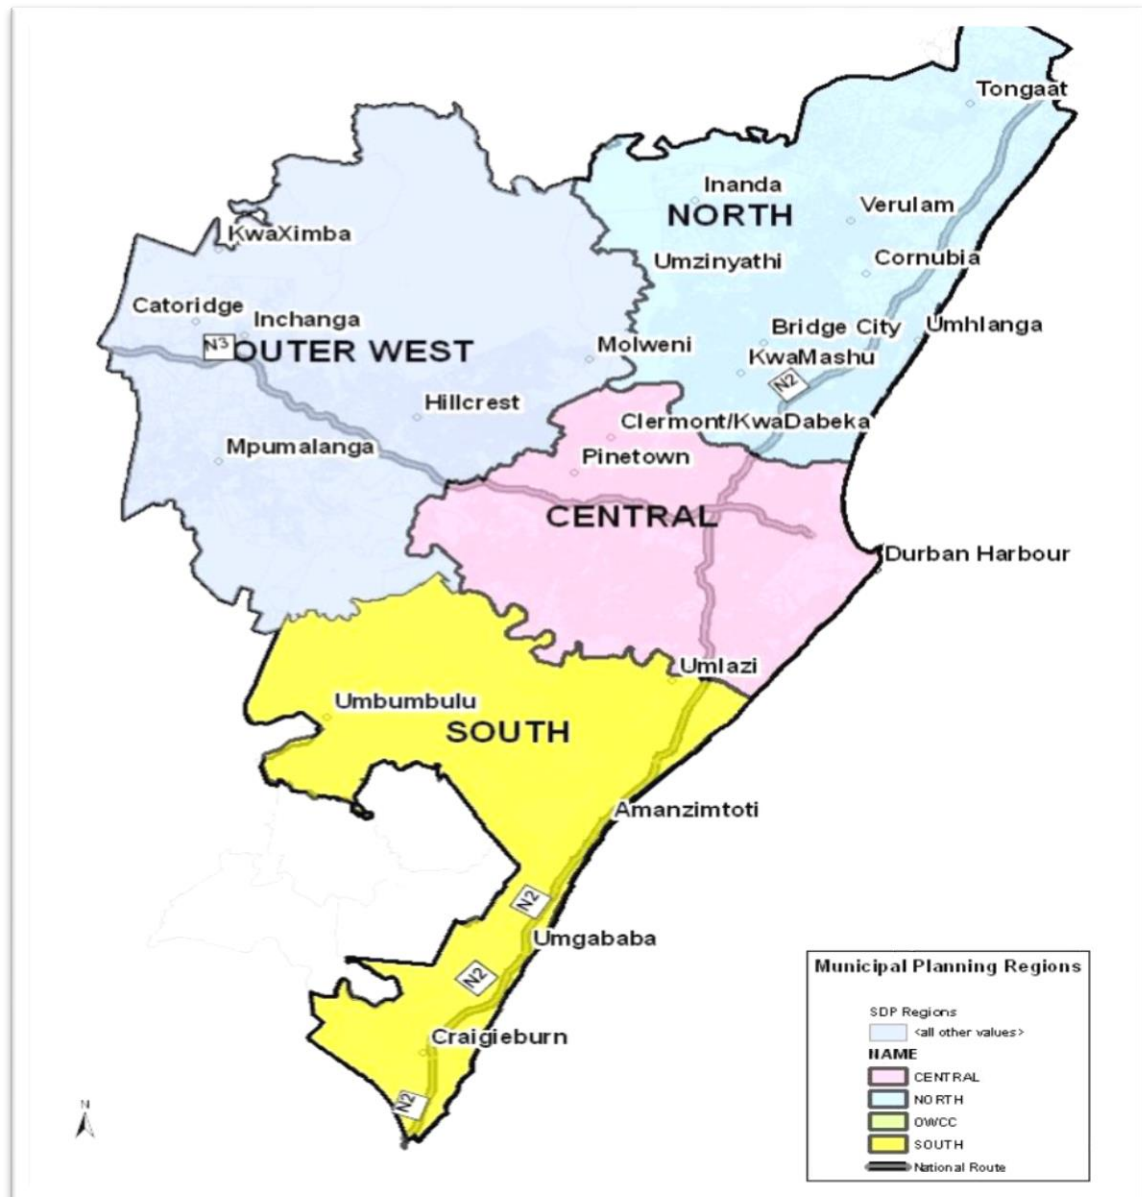 Tongaat
Inanda
NORTH
Verulam
KwaXimba
Umzinyathi
Cornubia
Catoridge
Inchanga
N3
OUTER WEST
Molweni
Bridge City
Umhlanga
KwaMashu
N2
Hillcrest
Clermont/KwaDabeka
Mpumalanga
Pinetown
CENTRAL
Durban Harbour
Umlazi
Umbumbulu
SOUTH
Amanzimtoti
N2
Umgababa
N2
Craigieburn
N2
N
Municipal Planning Regions
SDP Regions
<all other values>
NAME
CENTRAL
NORTH
OWCC
SOUTH
National Route